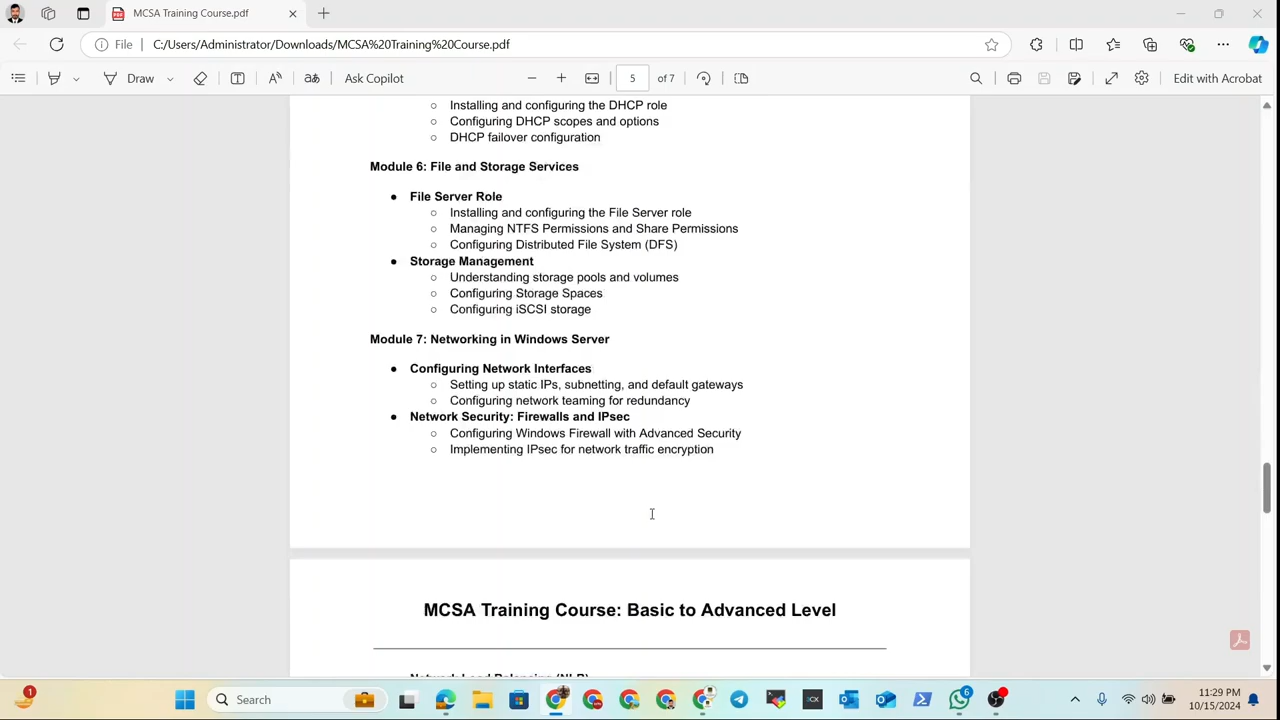 MCSA Training Course.pdf
File
C:/Users/Administrator/Downloads/MCSA%20Training%20Course.pdf
Draw
Ask Copilot
5
of 7
Edit with Acrobat
○ Installing and configuring the DHCP role
○ Configuring DHCP scopes and options
○ DHCP failover configuration
Module 6: File and Storage Services
● File Server Role
○ Installing and configuring the File Server role
○ Managing NTFS Permissions and Share Permissions
○ Configuring Distributed File System (DFS)
● Storage Management
○ Understanding storage pools and volumes
○ Configuring Storage Spaces
○ Configuring iSCSI storage
Module 7: Networking in Windows Server
● Configuring Network Interfaces
○ Setting up static IPs, subnetting, and default gateways
○ Configuring network teaming for redundancy
● Network Security: Firewalls and IPsec
○ Configuring Windows Firewall with Advanced Security
○ Implementing IPsec for network traffic encryption
MCSA Training Course: Basic to Advanced Level
Network Load Balancing (NLB)
1
Search
6
11:29 PM
10/15/2024